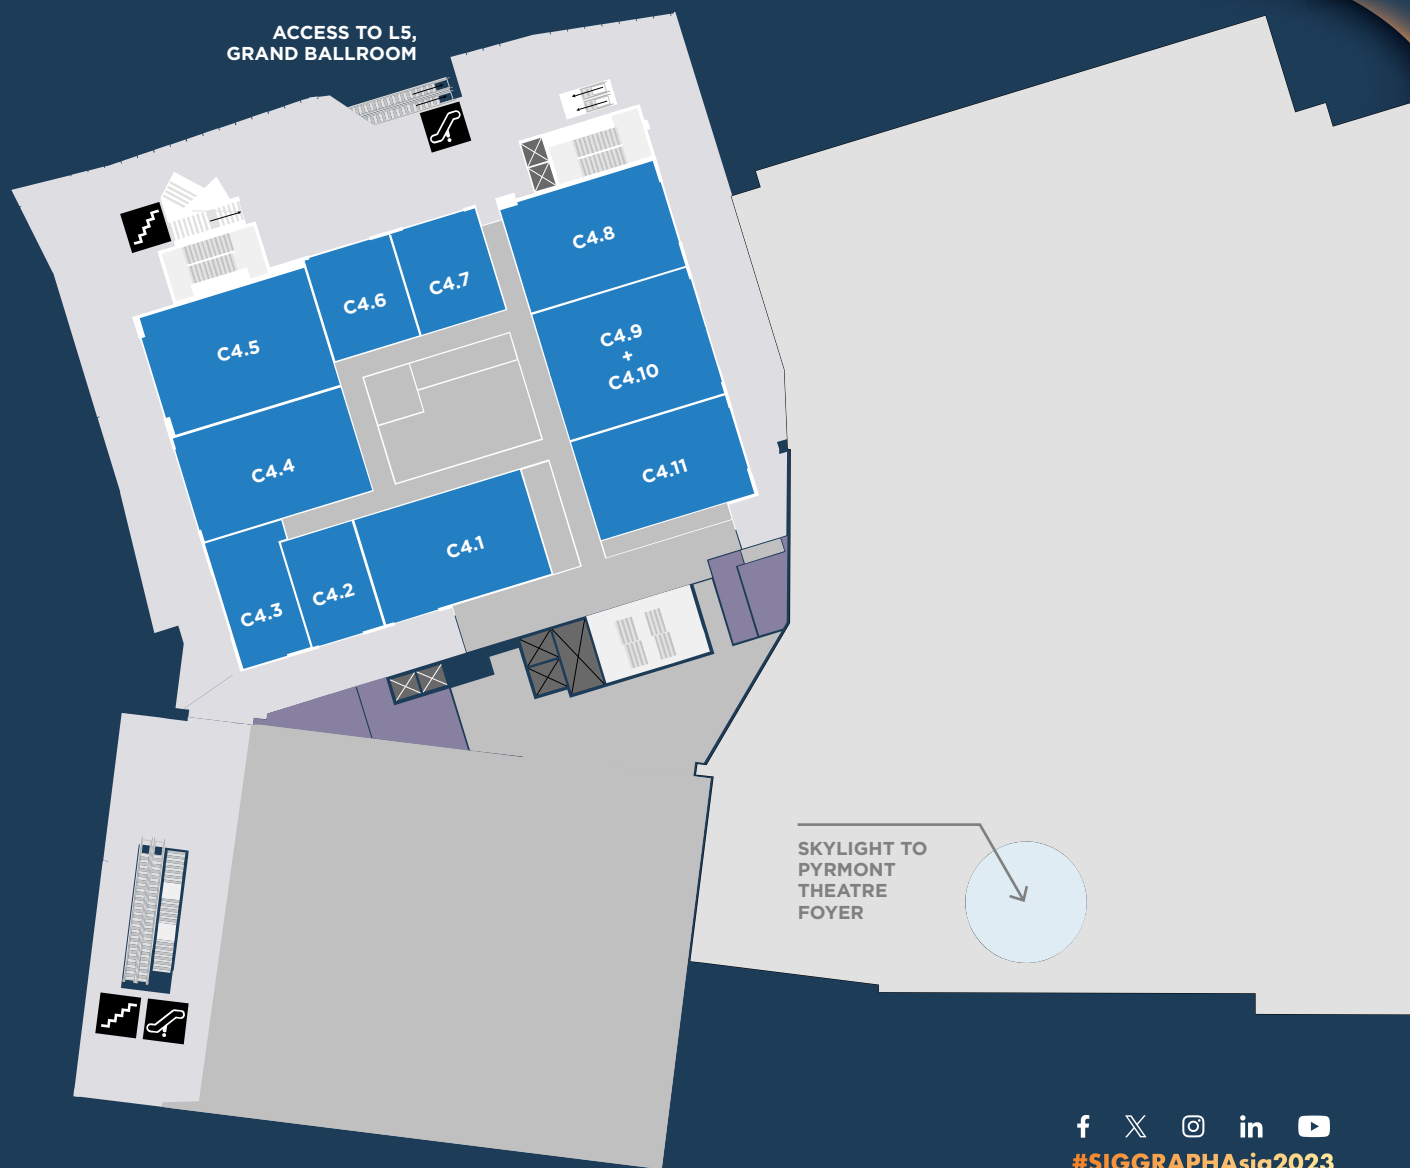 ACCESS TO L5,
GRAND BALLROOM
C4.8
C4.7
C4.6
C4.5
C4.9
+
C4.10
C4.4
C4.11
C4.1
C4.2
C4.3
SKYLIGHT TO
PYRMONT
THEATRE
FOYER
#SIGGRAPHAsia2023